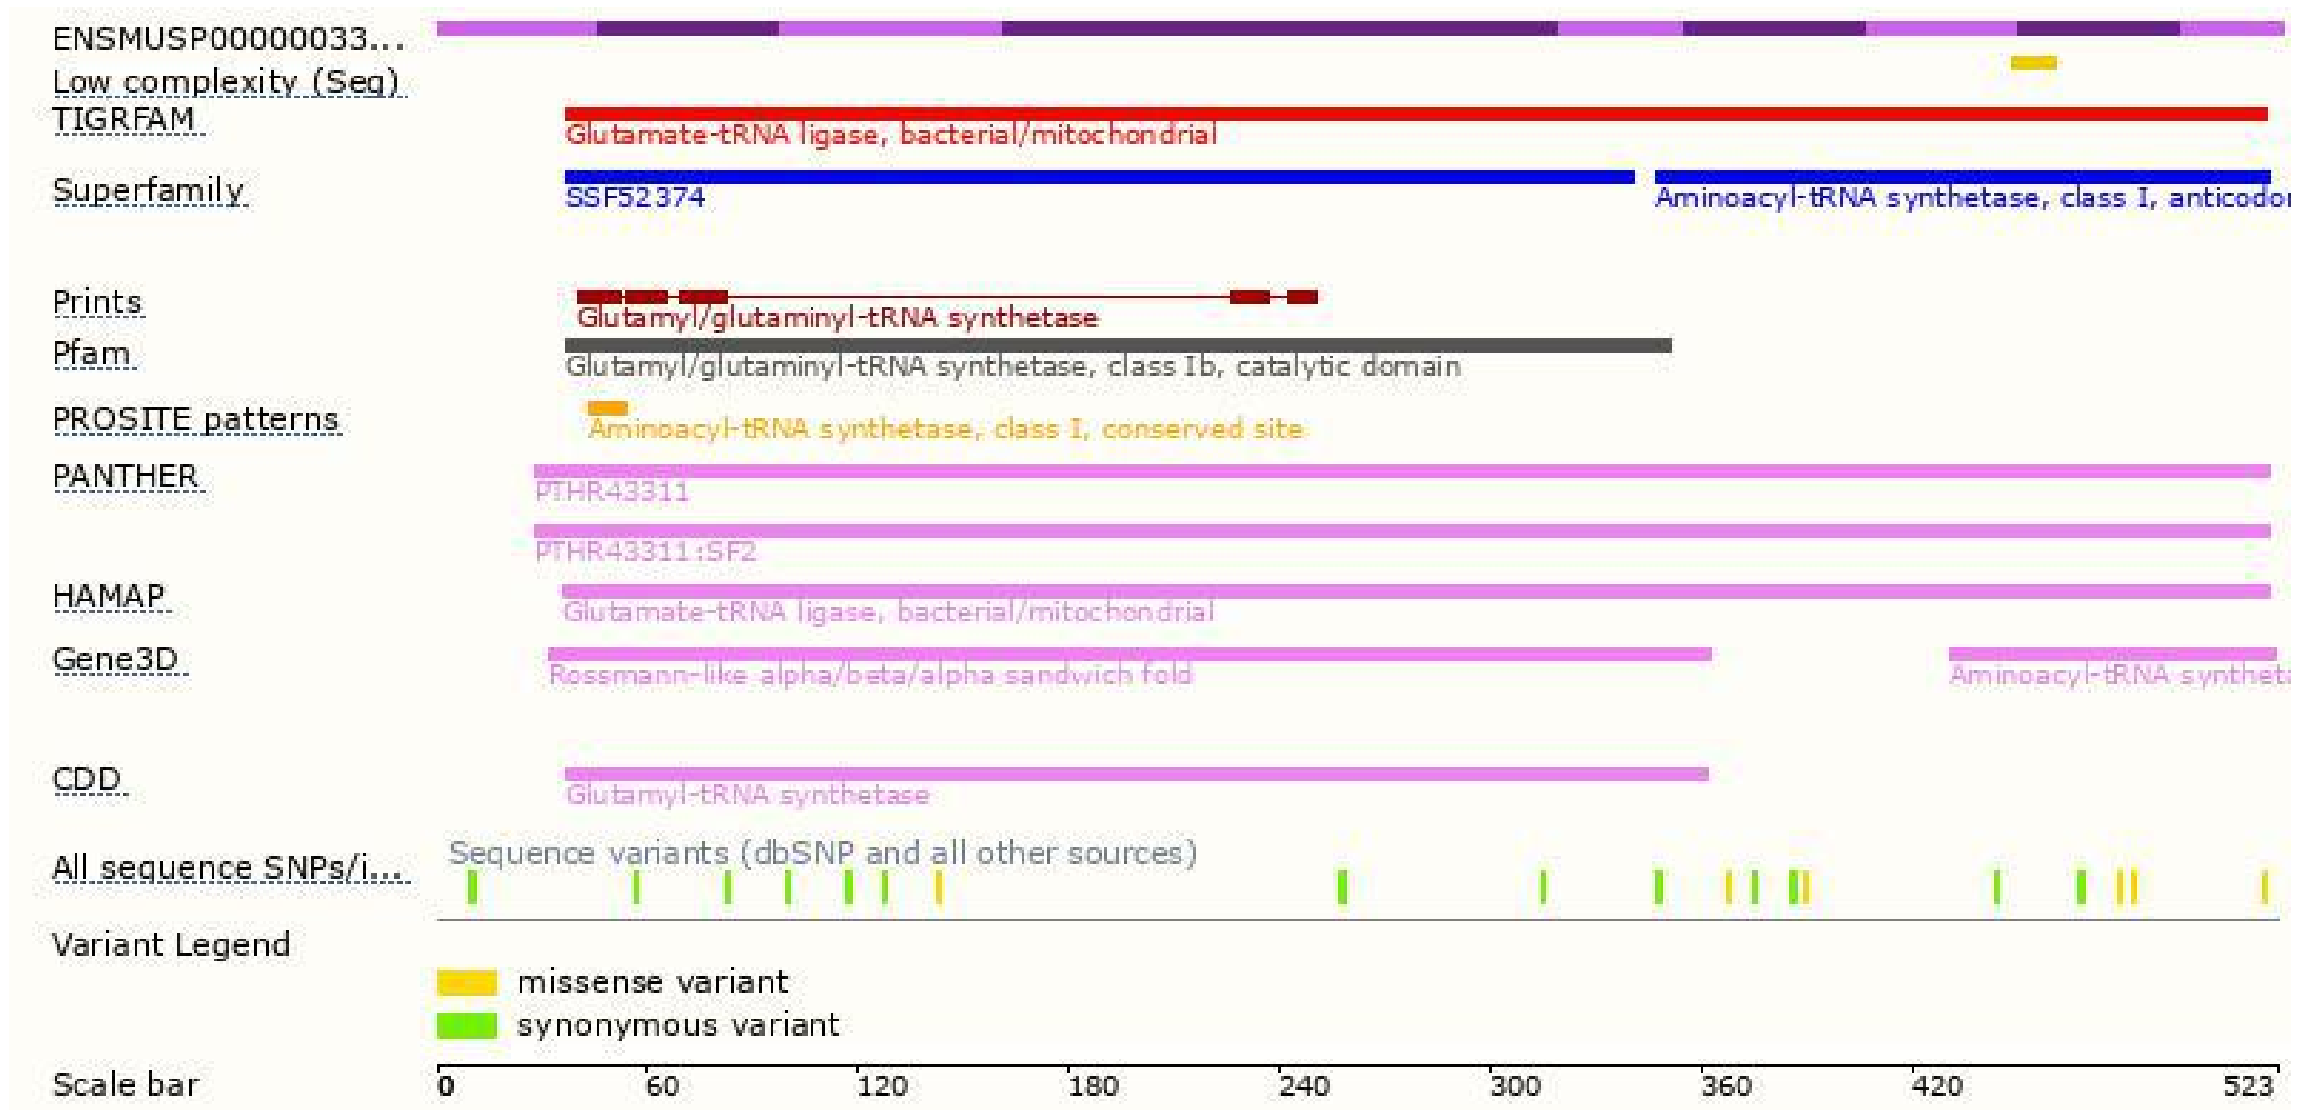 ENSMUSP00000033...
Low complexity (Seg)
TIGRFAM
Glutamate-tRNA ligase, bacterial/mitochondrial
Superfamily
SSF52374
Aminoacyl-tRNA synthetase, class I, anticodo
Prints
Glutamyl/glutaminyl-tRNA synthetase
Pfam
Glutamyl/glutaminyl-tRNA synthetase, class Ib, catalytic domain
PROSITE patterns
Aminoacyl-tRNA synthetase, class I, conserved site
PANTHER
PTHR43311
PTHR43311:SF2
HAMAP
Glutamate-tRNA ligase, bacterial/mitochondrial
Gene3D
Rossmann-like alpha/beta/alpha sandwich fold
Aminoacyl-tRNA syntheta
CDD
Glutamyl-tRNA synthetase
Sequence variants (dbSNP and all other sources)
All sequence SNPs/i...
Variant Legend
missense variant
synonymous variant
Scale bar 0 60 120 180 240 300 360 420 523